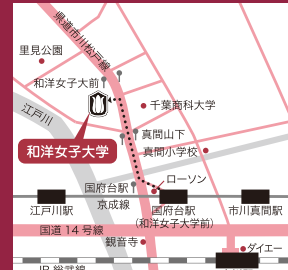 県道市川松戸線
里見公園
和洋女子大前
千葉商科大学
江戸川
真間山下
和洋女子大学
真間小学校
国府台駅
ローソン
京成線
江戸川駅
国府台駅
(和洋女子大学前)
市川真間駅
国道14号線
観音寺
ダイエー
JR 総武線